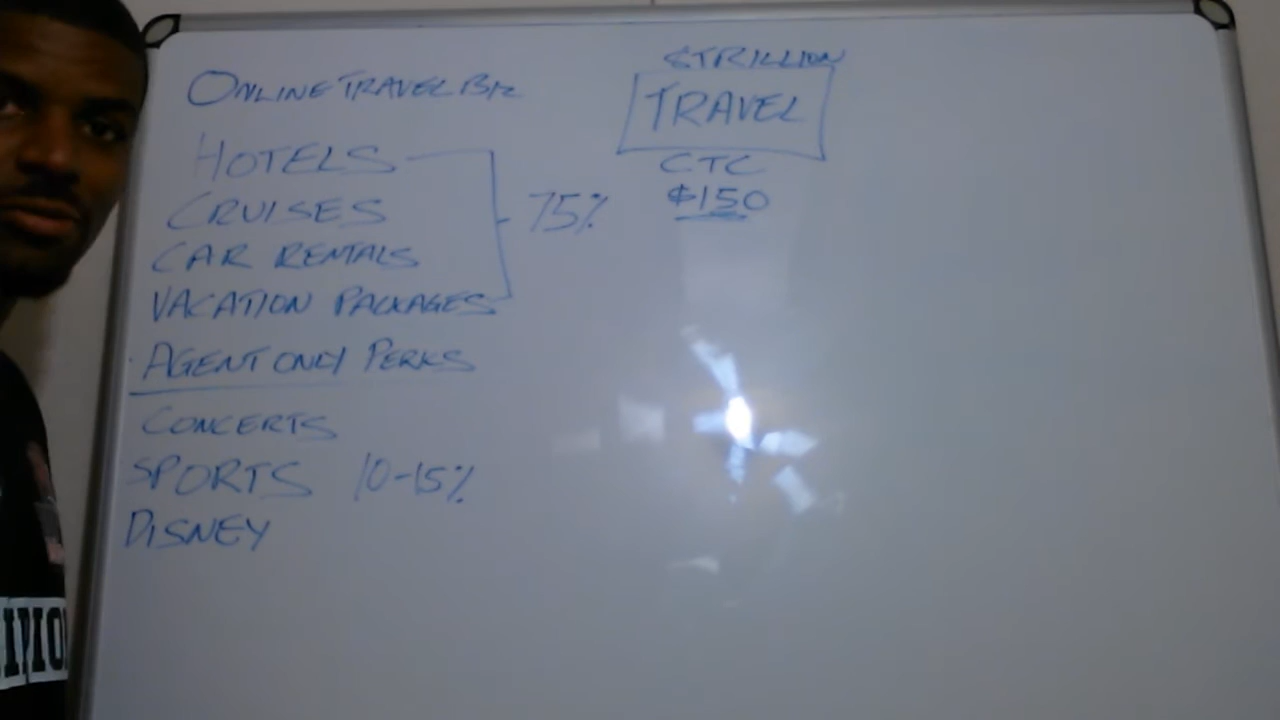 ONLINE TRAVEL BIZ
HOTELS
CRUISES
75%
CAR RENTALS
VACATION PACKAGES
AGENT ONLY PERKS
CONCERTS
SPORTS 10-15%
DISNEY
$TRILLION
TRAVEL
CTC
$150